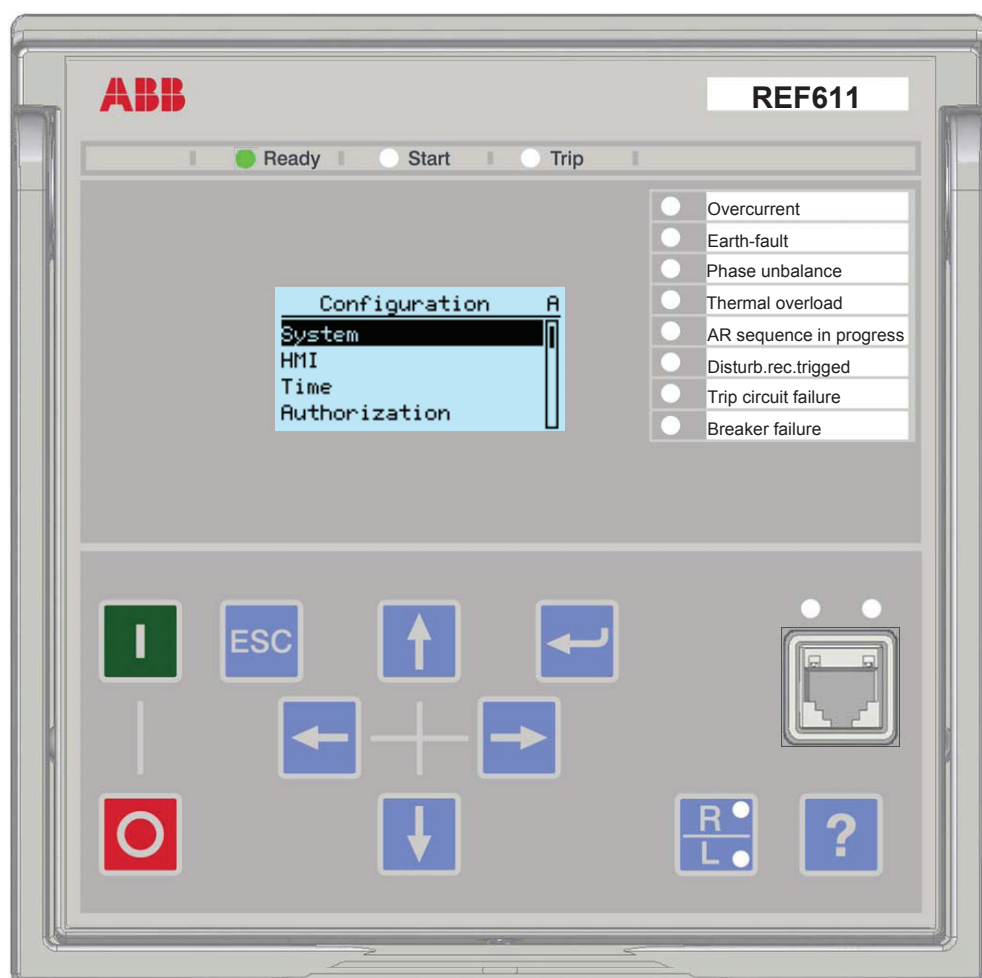 ABB
REF611
Ready Start Trip
Overcurrent
Earth-fault
Phase unbalance
Thermal overload
AR sequence in progress
Disturb.rec.trigged
Trip circuit failure
Breaker failure
Configuration A
System
HMI
Time
Authorization
I
ESC
O
R
L
?